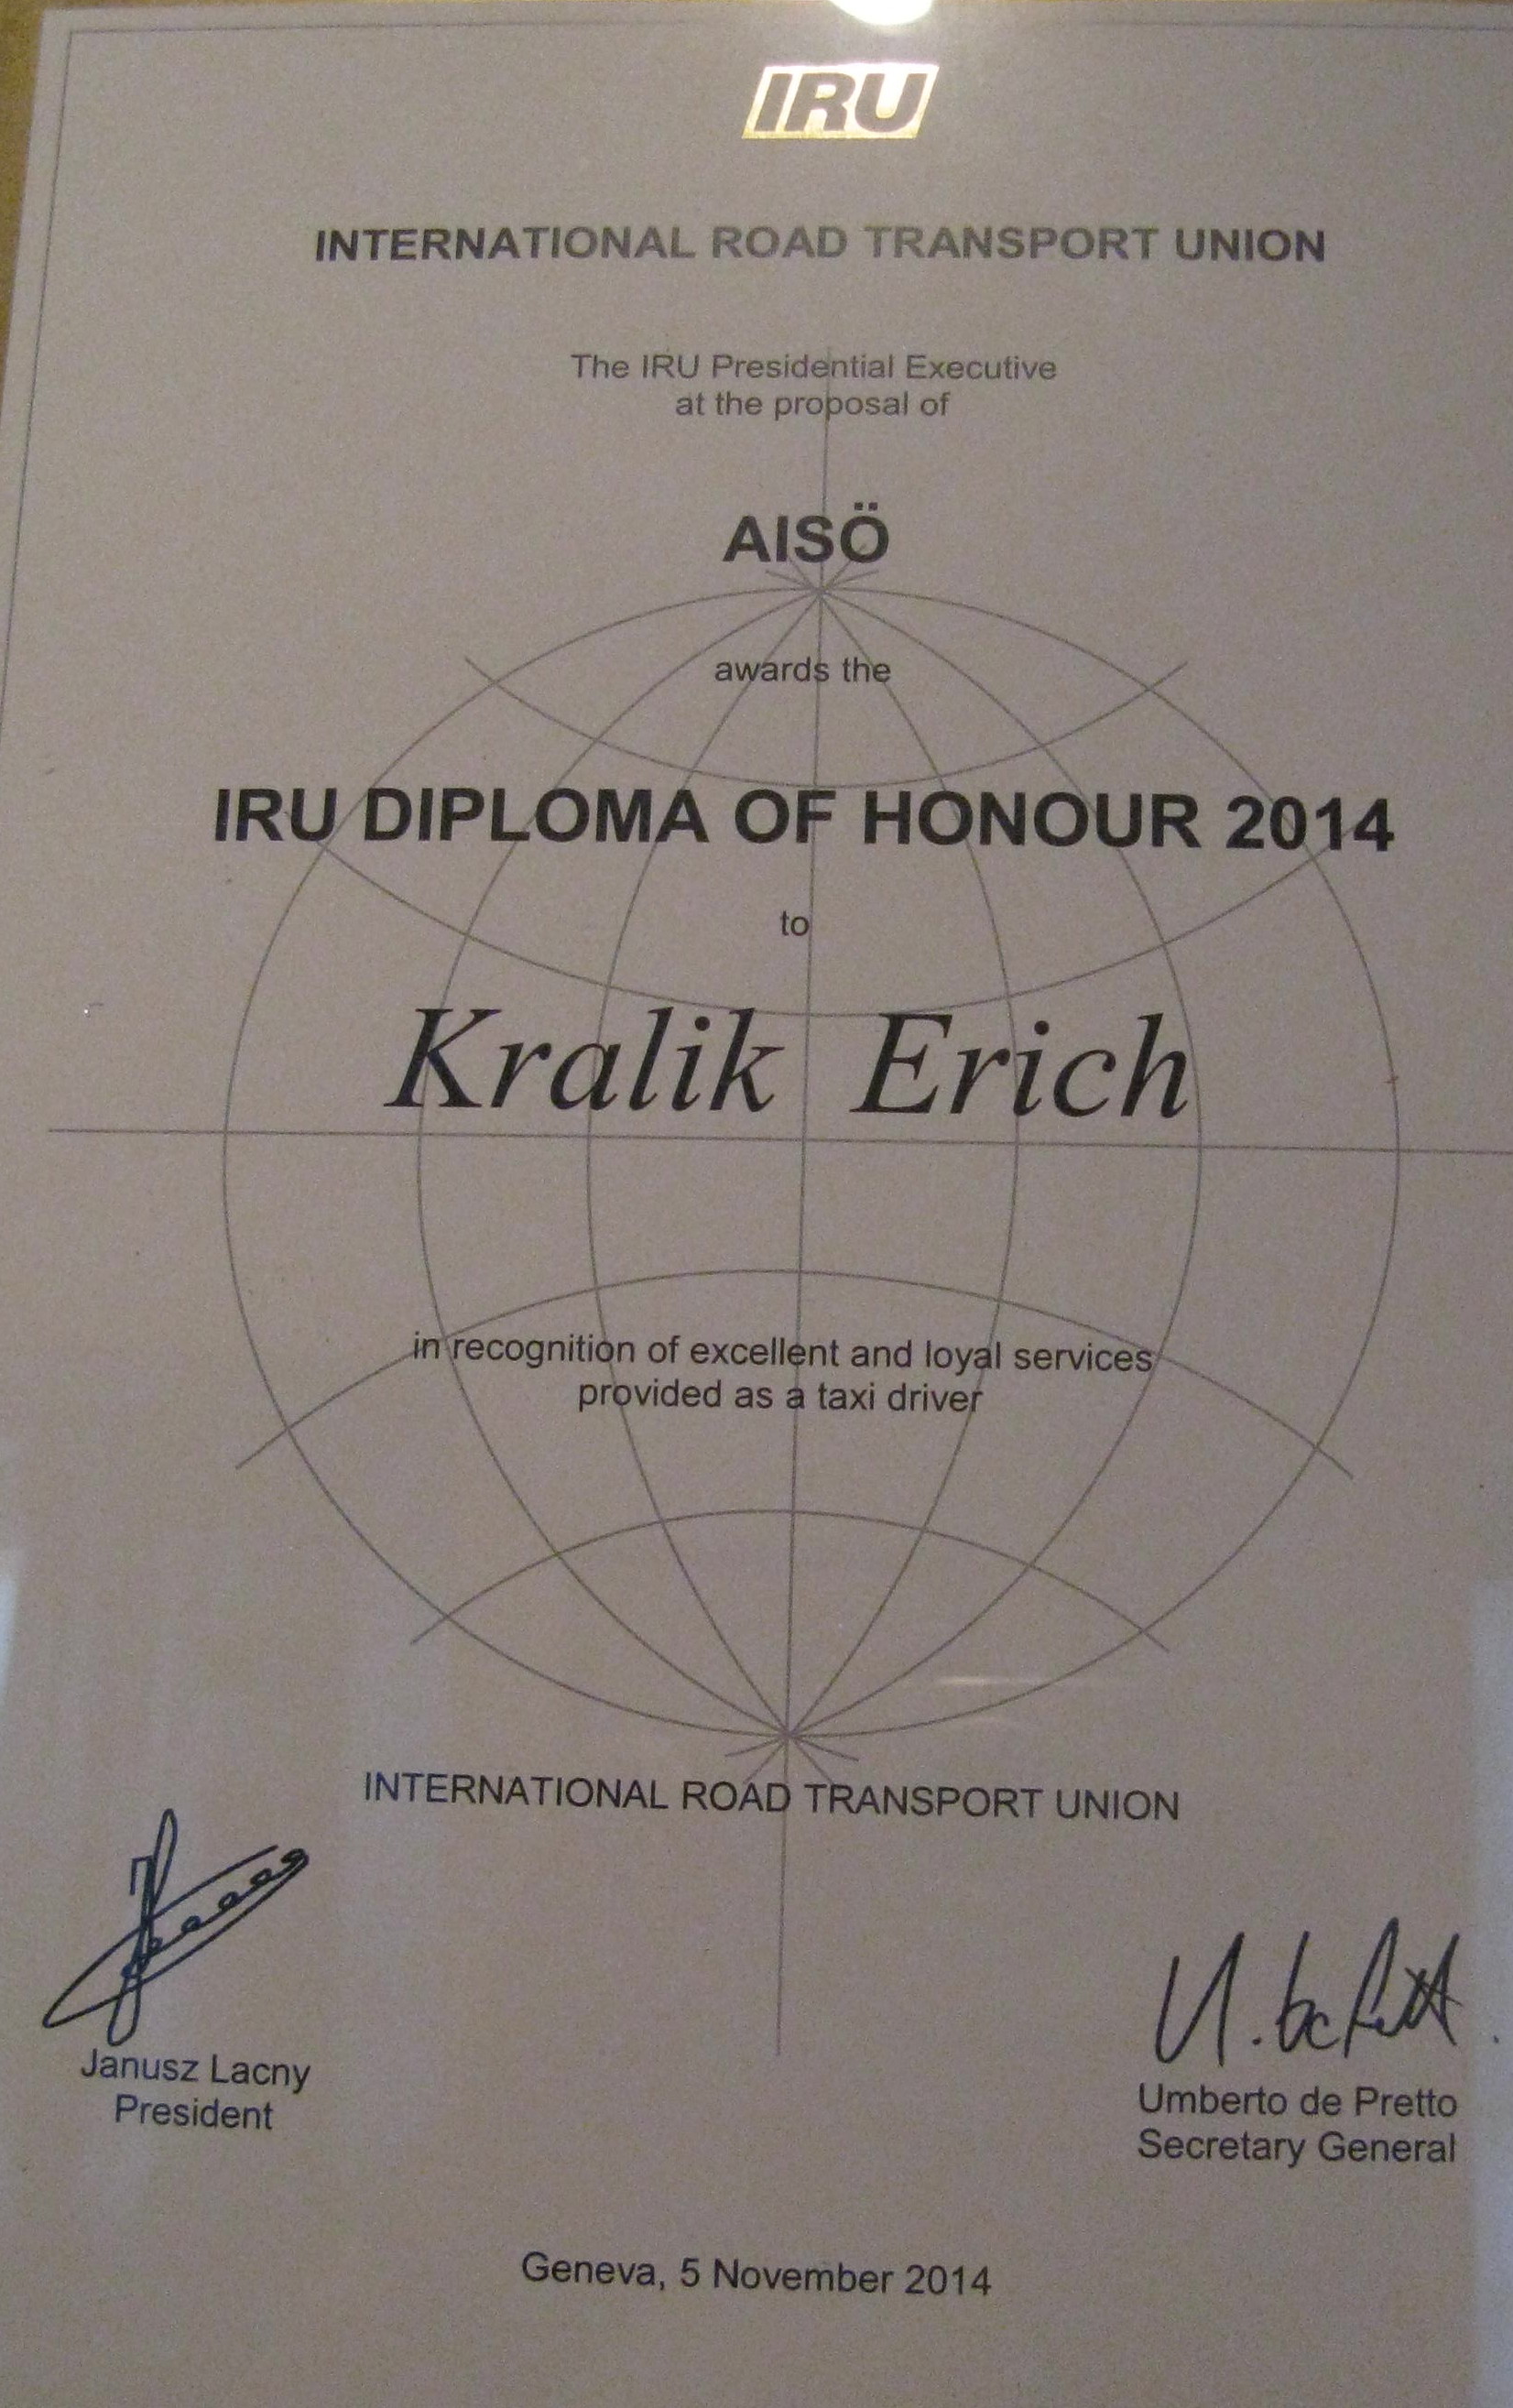 IRU
INTERNATIONAL ROAD TRANSPORT UNION
The IRU Presidential Executive
at the proposal of
AISÖ
awards the
IRU DIPLOMA OF HONOUR 2014
to
Kralik Erich
in recognition of excellent and loyal services
provided as a taxi driver
INTERNATIONAL ROAD TRANSPORT UNION
Janusz Lacny
President
Umberto de Pretto
Secretary General
Geneva, 5 November 2014